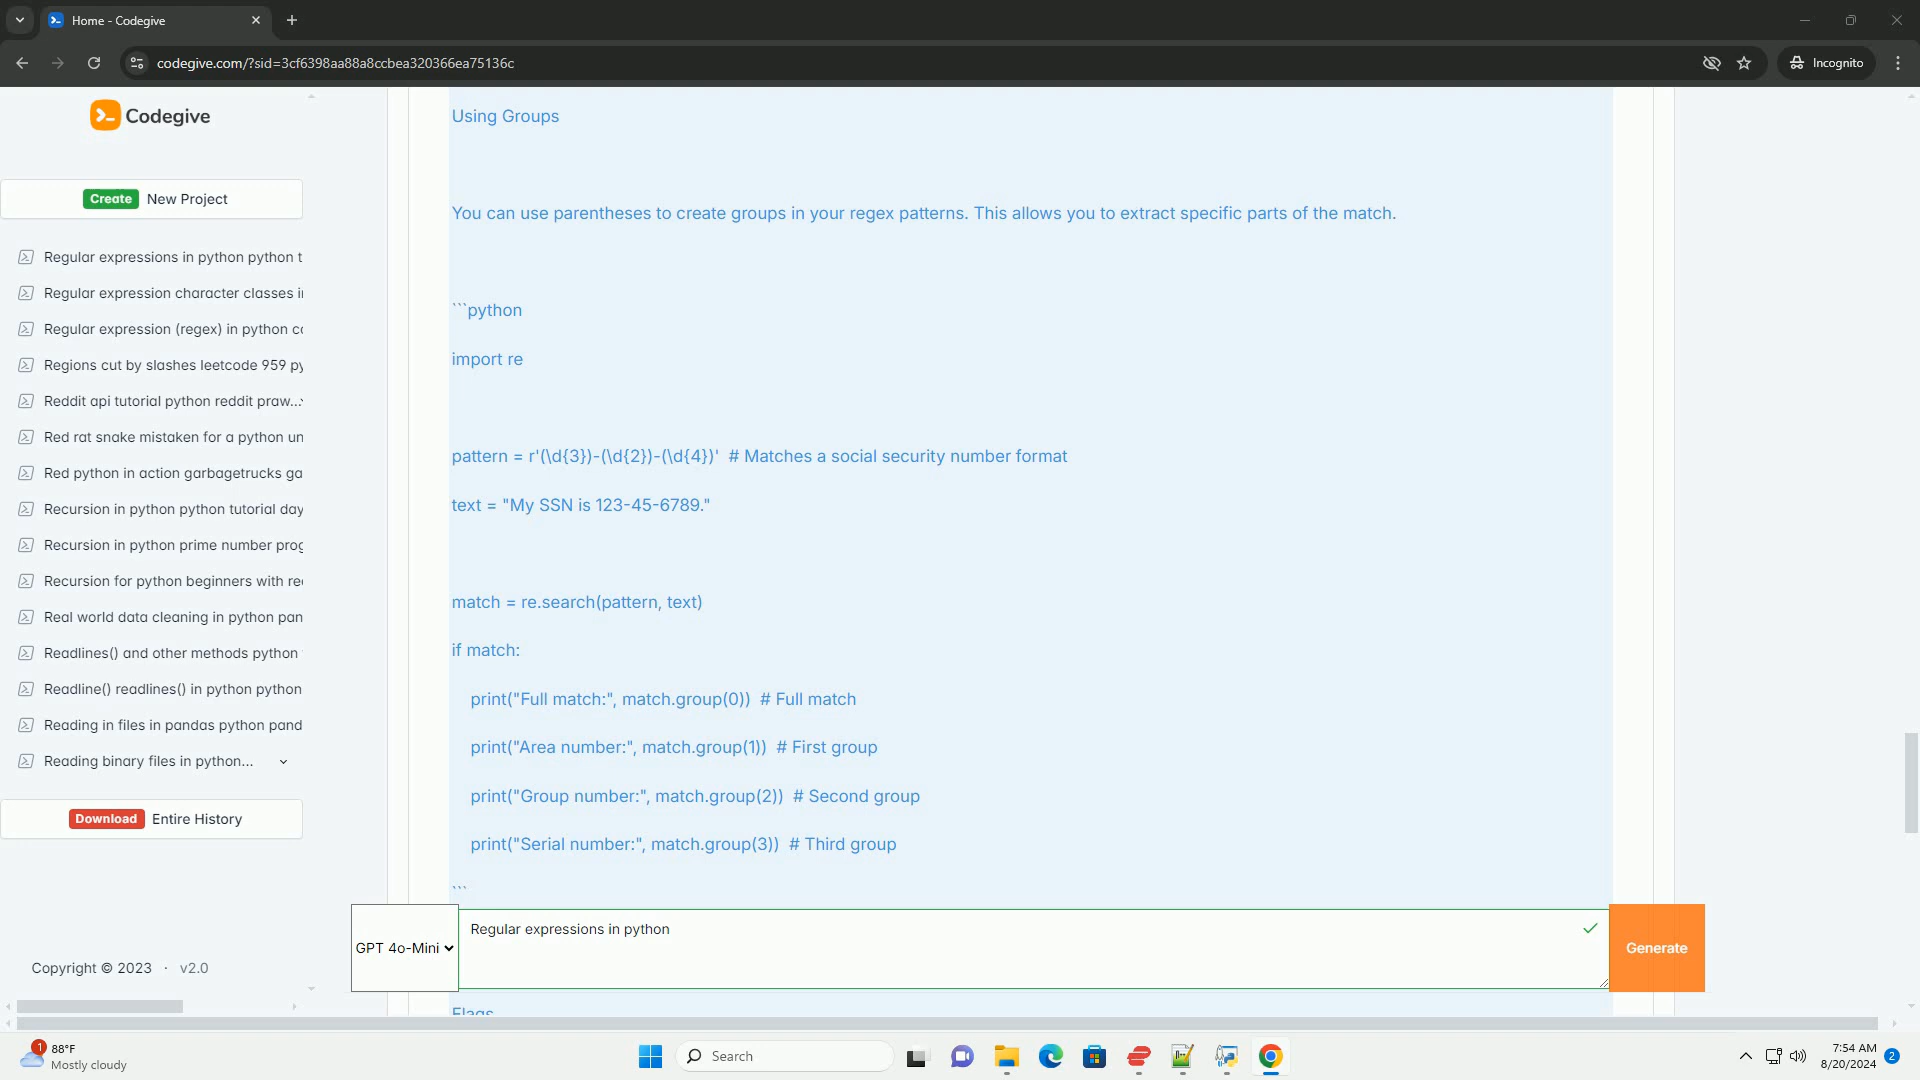 Home - Codegive
codegive.com/?sid=3cf6398aa88a8ccbea320366ea75136c
Incognito
Codegive
Create New Project
Regular expressions in python python t
Regular expression character classes i
Regular expression (regex) in python co
Regions cut by slashes leetcode 959 py
Reddit api tutorial python reddit praw...
Red rat snake mistaken for a python un
Red python in action garbagetrucks ga
Recursion in python python tutorial day
Recursion in python prime number prog
Recursion for python beginners with re
Real world data cleaning in python pan
Readlines() and other methods python
Readline() readlines() in python python
Reading in files in pandas python pand
Reading binary files in python...
Download Entire History
Copyright © 2023 · v2.0
Using Groups
You can use parentheses to create groups in your regex patterns. This allows you to extract specific parts of the match.
```python
import re
pattern = r'(\d{3})-(\d{2})-(\d{4})'  # Matches a social security number format
text = "My SSN is 123-45-6789."
match = re.search(pattern, text)
if match:
    print("Full match:", match.group(0))  # Full match
    print("Area number:", match.group(1))  # First group
    print("Group number:", match.group(2))  # Second group
    print("Serial number:", match.group(3))  # Third group
```
GPT 4o-Mini
Regular expressions in python
Generate
Flags
1
88°F
Mostly cloudy
Search
7:54 AM
8/20/2024
2